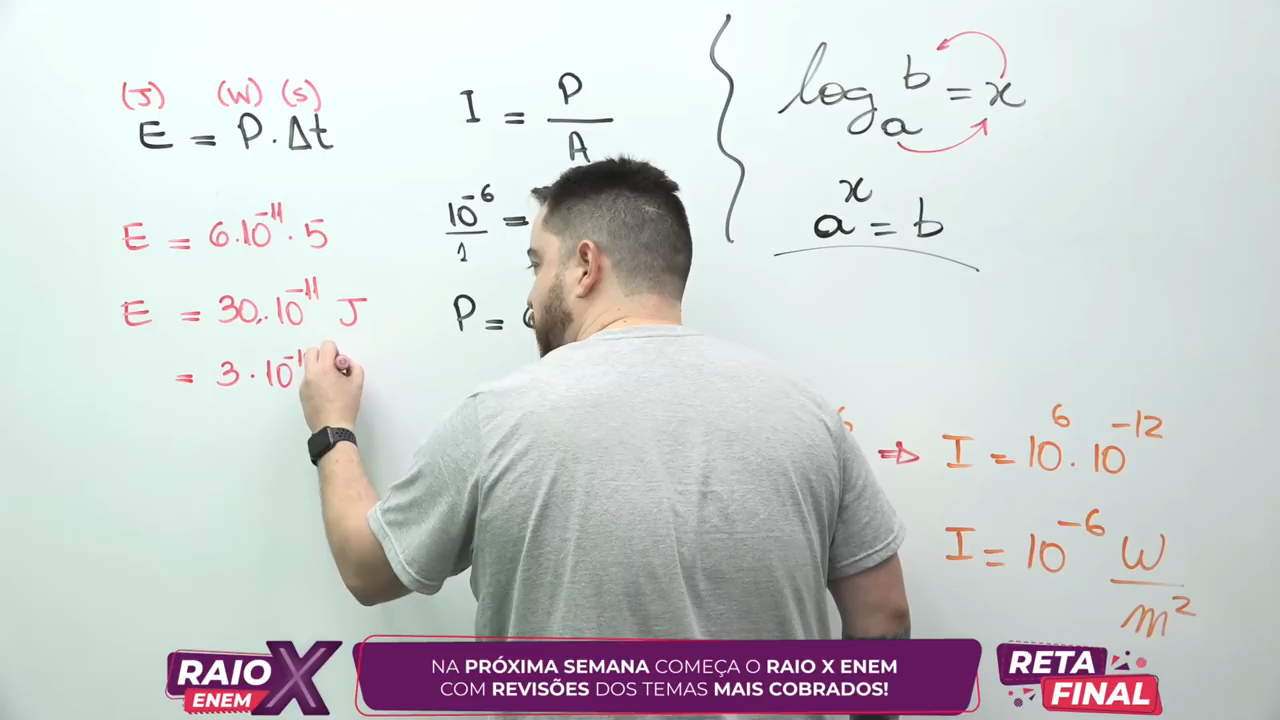 (J) (W) (s)
E = P · Δt
E = 6.10⁻¹¹ . 5
E = 30.10⁻¹¹ J
= 3 . 10
I = P / A
10⁻⁶ / 1 =
P =
log_a b = x
aˣ = b
⇒ I = 10⁶ . 10⁻¹²
I = 10⁻⁶ W / m²
RAIO X
ENEM
NA PRÓXIMA SEMANA COMEÇA O RAIO X ENEM
COM REVISÕES DOS TEMAS MAIS COBRADOS!
RETA
FINAL